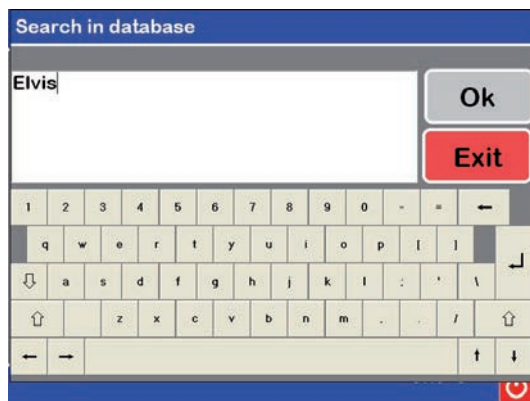 Search in database
Elvis
Ok
Exit
1 2 3 4 5 6 7 8 9 0 - =
q w e r t y u i o p [ ]
a s d f g h j k l ; ' \
z x c v b n m , . /